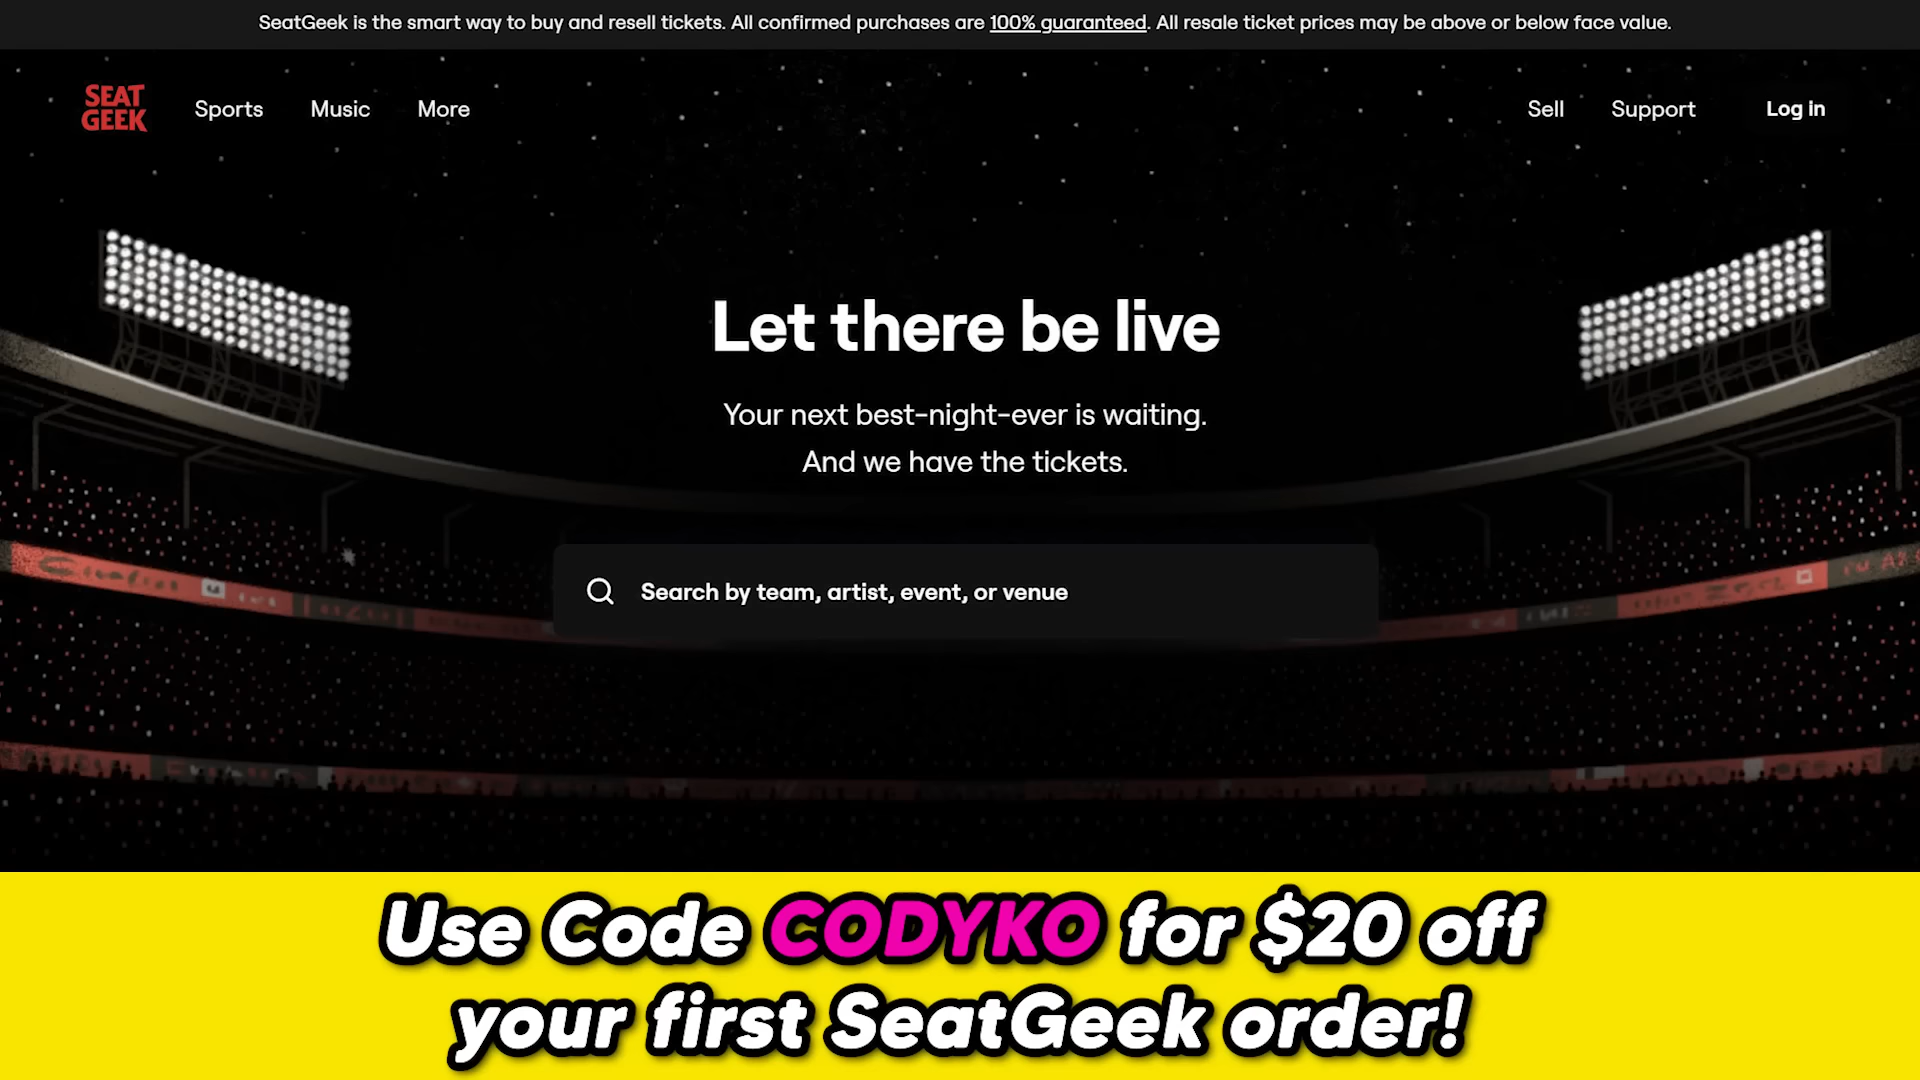 SeatGeek is the smart way to buy and resell tickets. All confirmed purchases are 100% guaranteed. All resale ticket prices may be above or below face value.
SEAT
GEEK
Sports
Music
More
Sell
Support
Log in
Let there be live
Your next best-night-ever is waiting.
And we have the tickets.
Search by team, artist, event, or venue
Use Code CODYKO for $20 off
your first SeatGeek order!